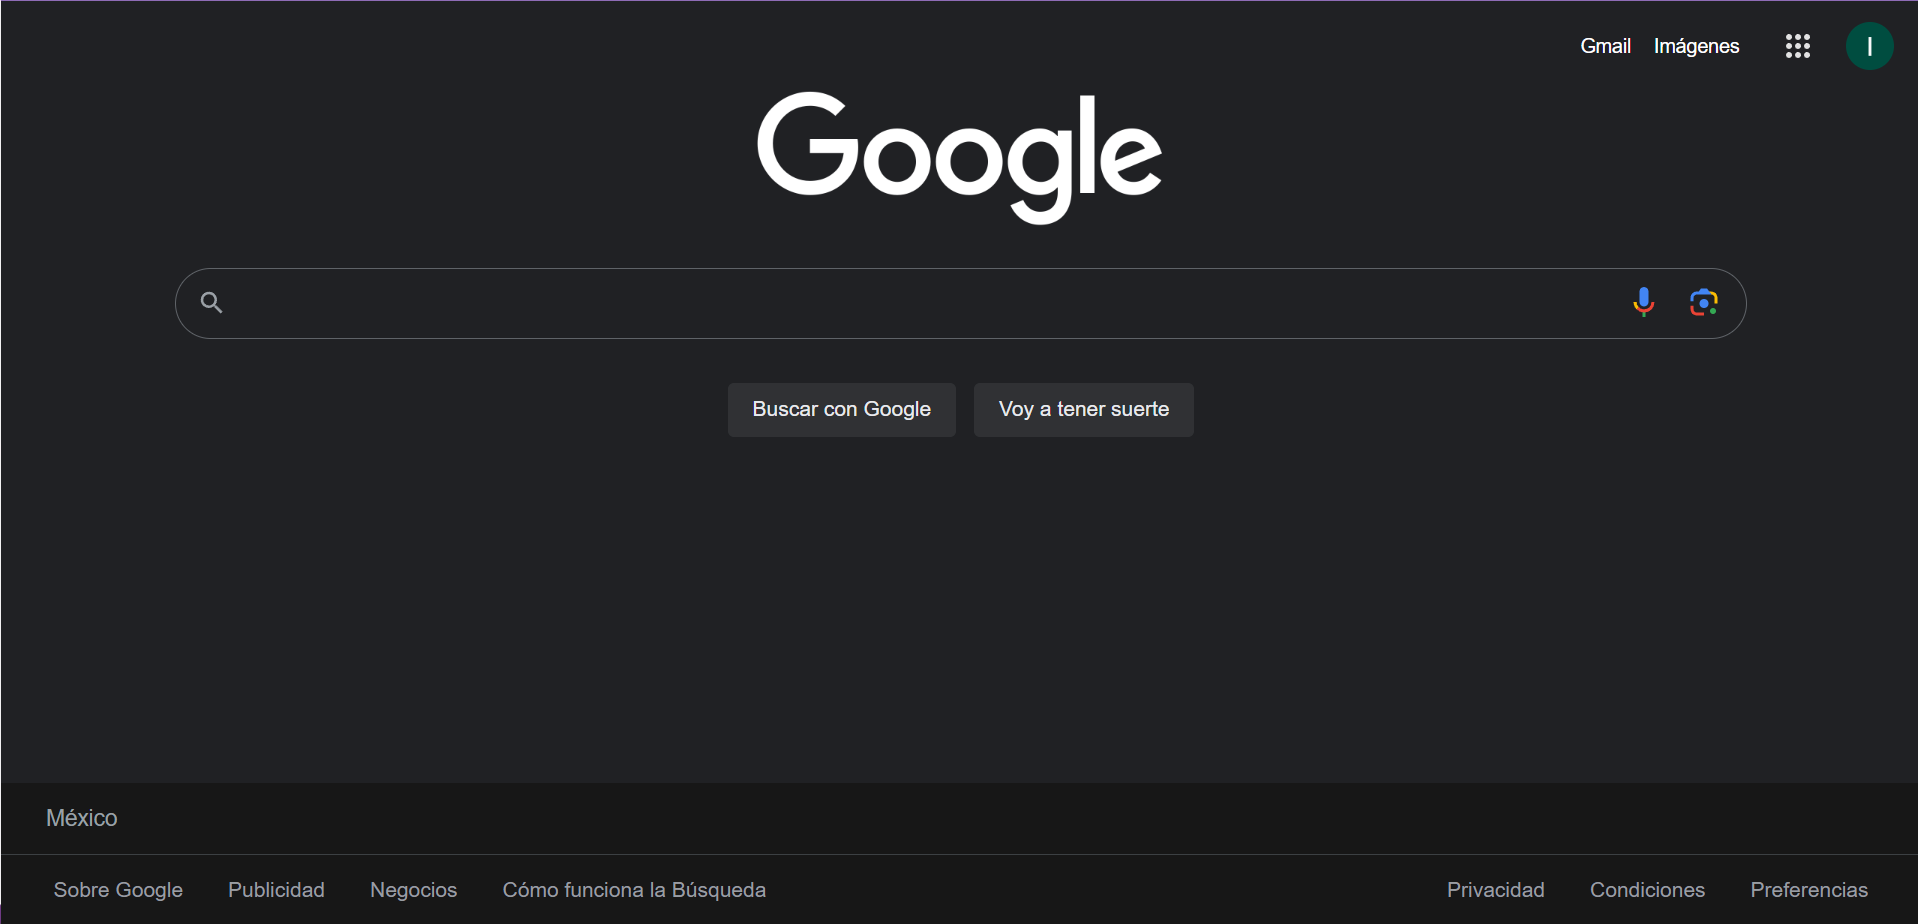 Gmail Imágenes I
Google
Buscar con Google Voy a tener suerte
México
Sobre Google Publicidad Negocios Cómo funciona la Búsqueda Privacidad Condiciones Preferencias